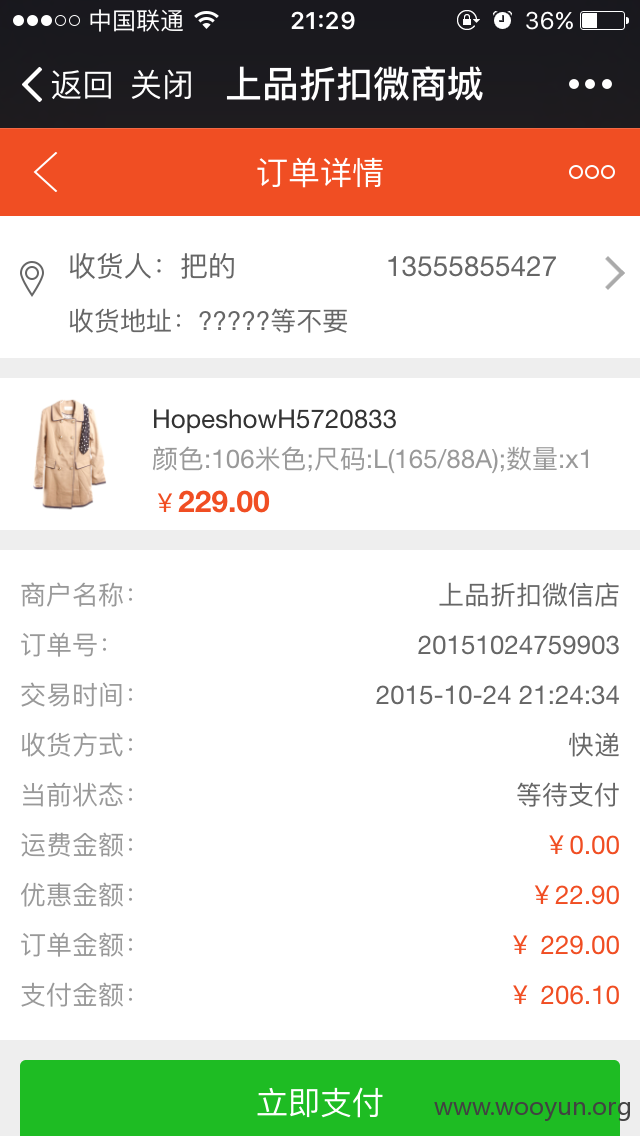 中国联通 21:29 36%
返回 关闭 上品折扣微商城
订单详情
收货人：把的 13555855427
收货地址：?????等不要
HopeshowH5720833
颜色:106米色;尺码:L(165/88A);数量:x1
￥229.00
商户名称： 上品折扣微信店
订单号： 20151024759903
交易时间： 2015-10-24 21:24:34
收货方式： 快递
当前状态： 等待支付
运费金额： ￥0.00
优惠金额： ￥22.90
订单金额： ￥ 229.00
支付金额： ￥ 206.10
立即支付
www.wooyun.org